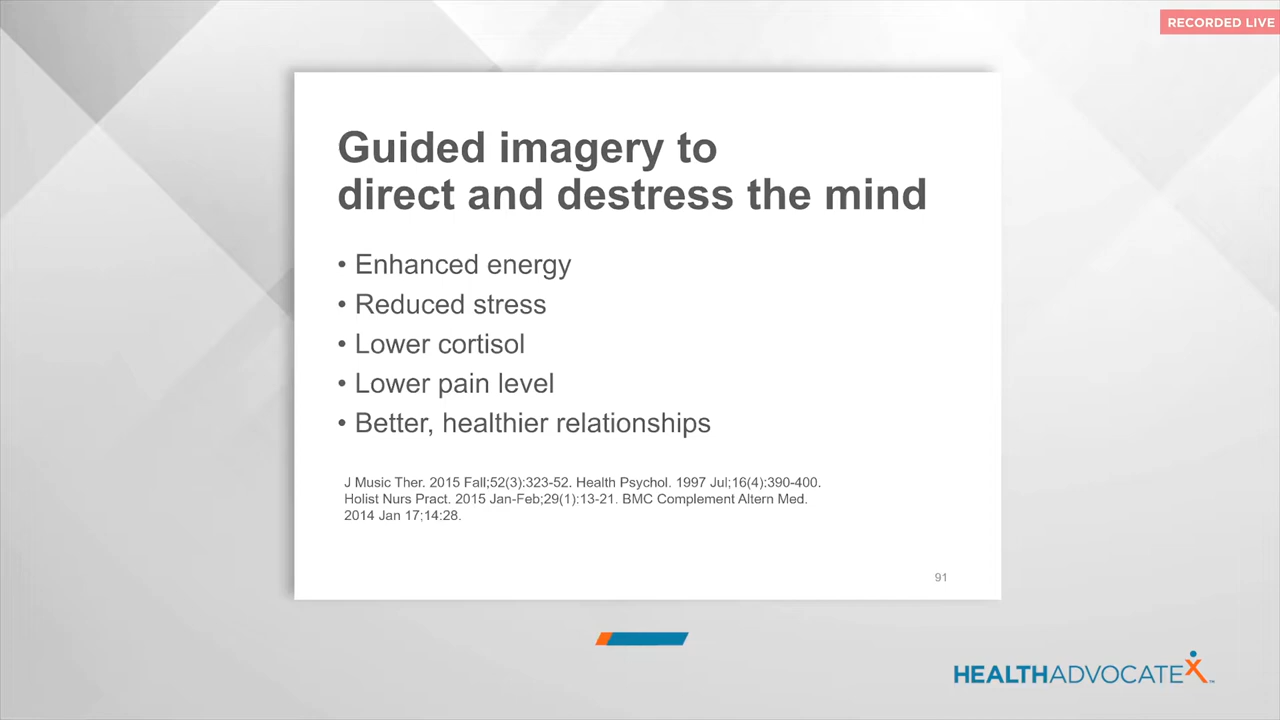 RECORDED LIVE
Guided imagery to
direct and destress the mind
• Enhanced energy
• Reduced stress
• Lower cortisol
• Lower pain level
• Better, healthier relationships
J Music Ther. 2015 Fall;52(3):323-52. Health Psychol. 1997 Jul;16(4):390-400.
Holist Nurs Pract. 2015 Jan-Feb;29(1):13-21. BMC Complement Altern Med.
2014 Jan 17;14:28.
91
HEALTHADVOCATEX™